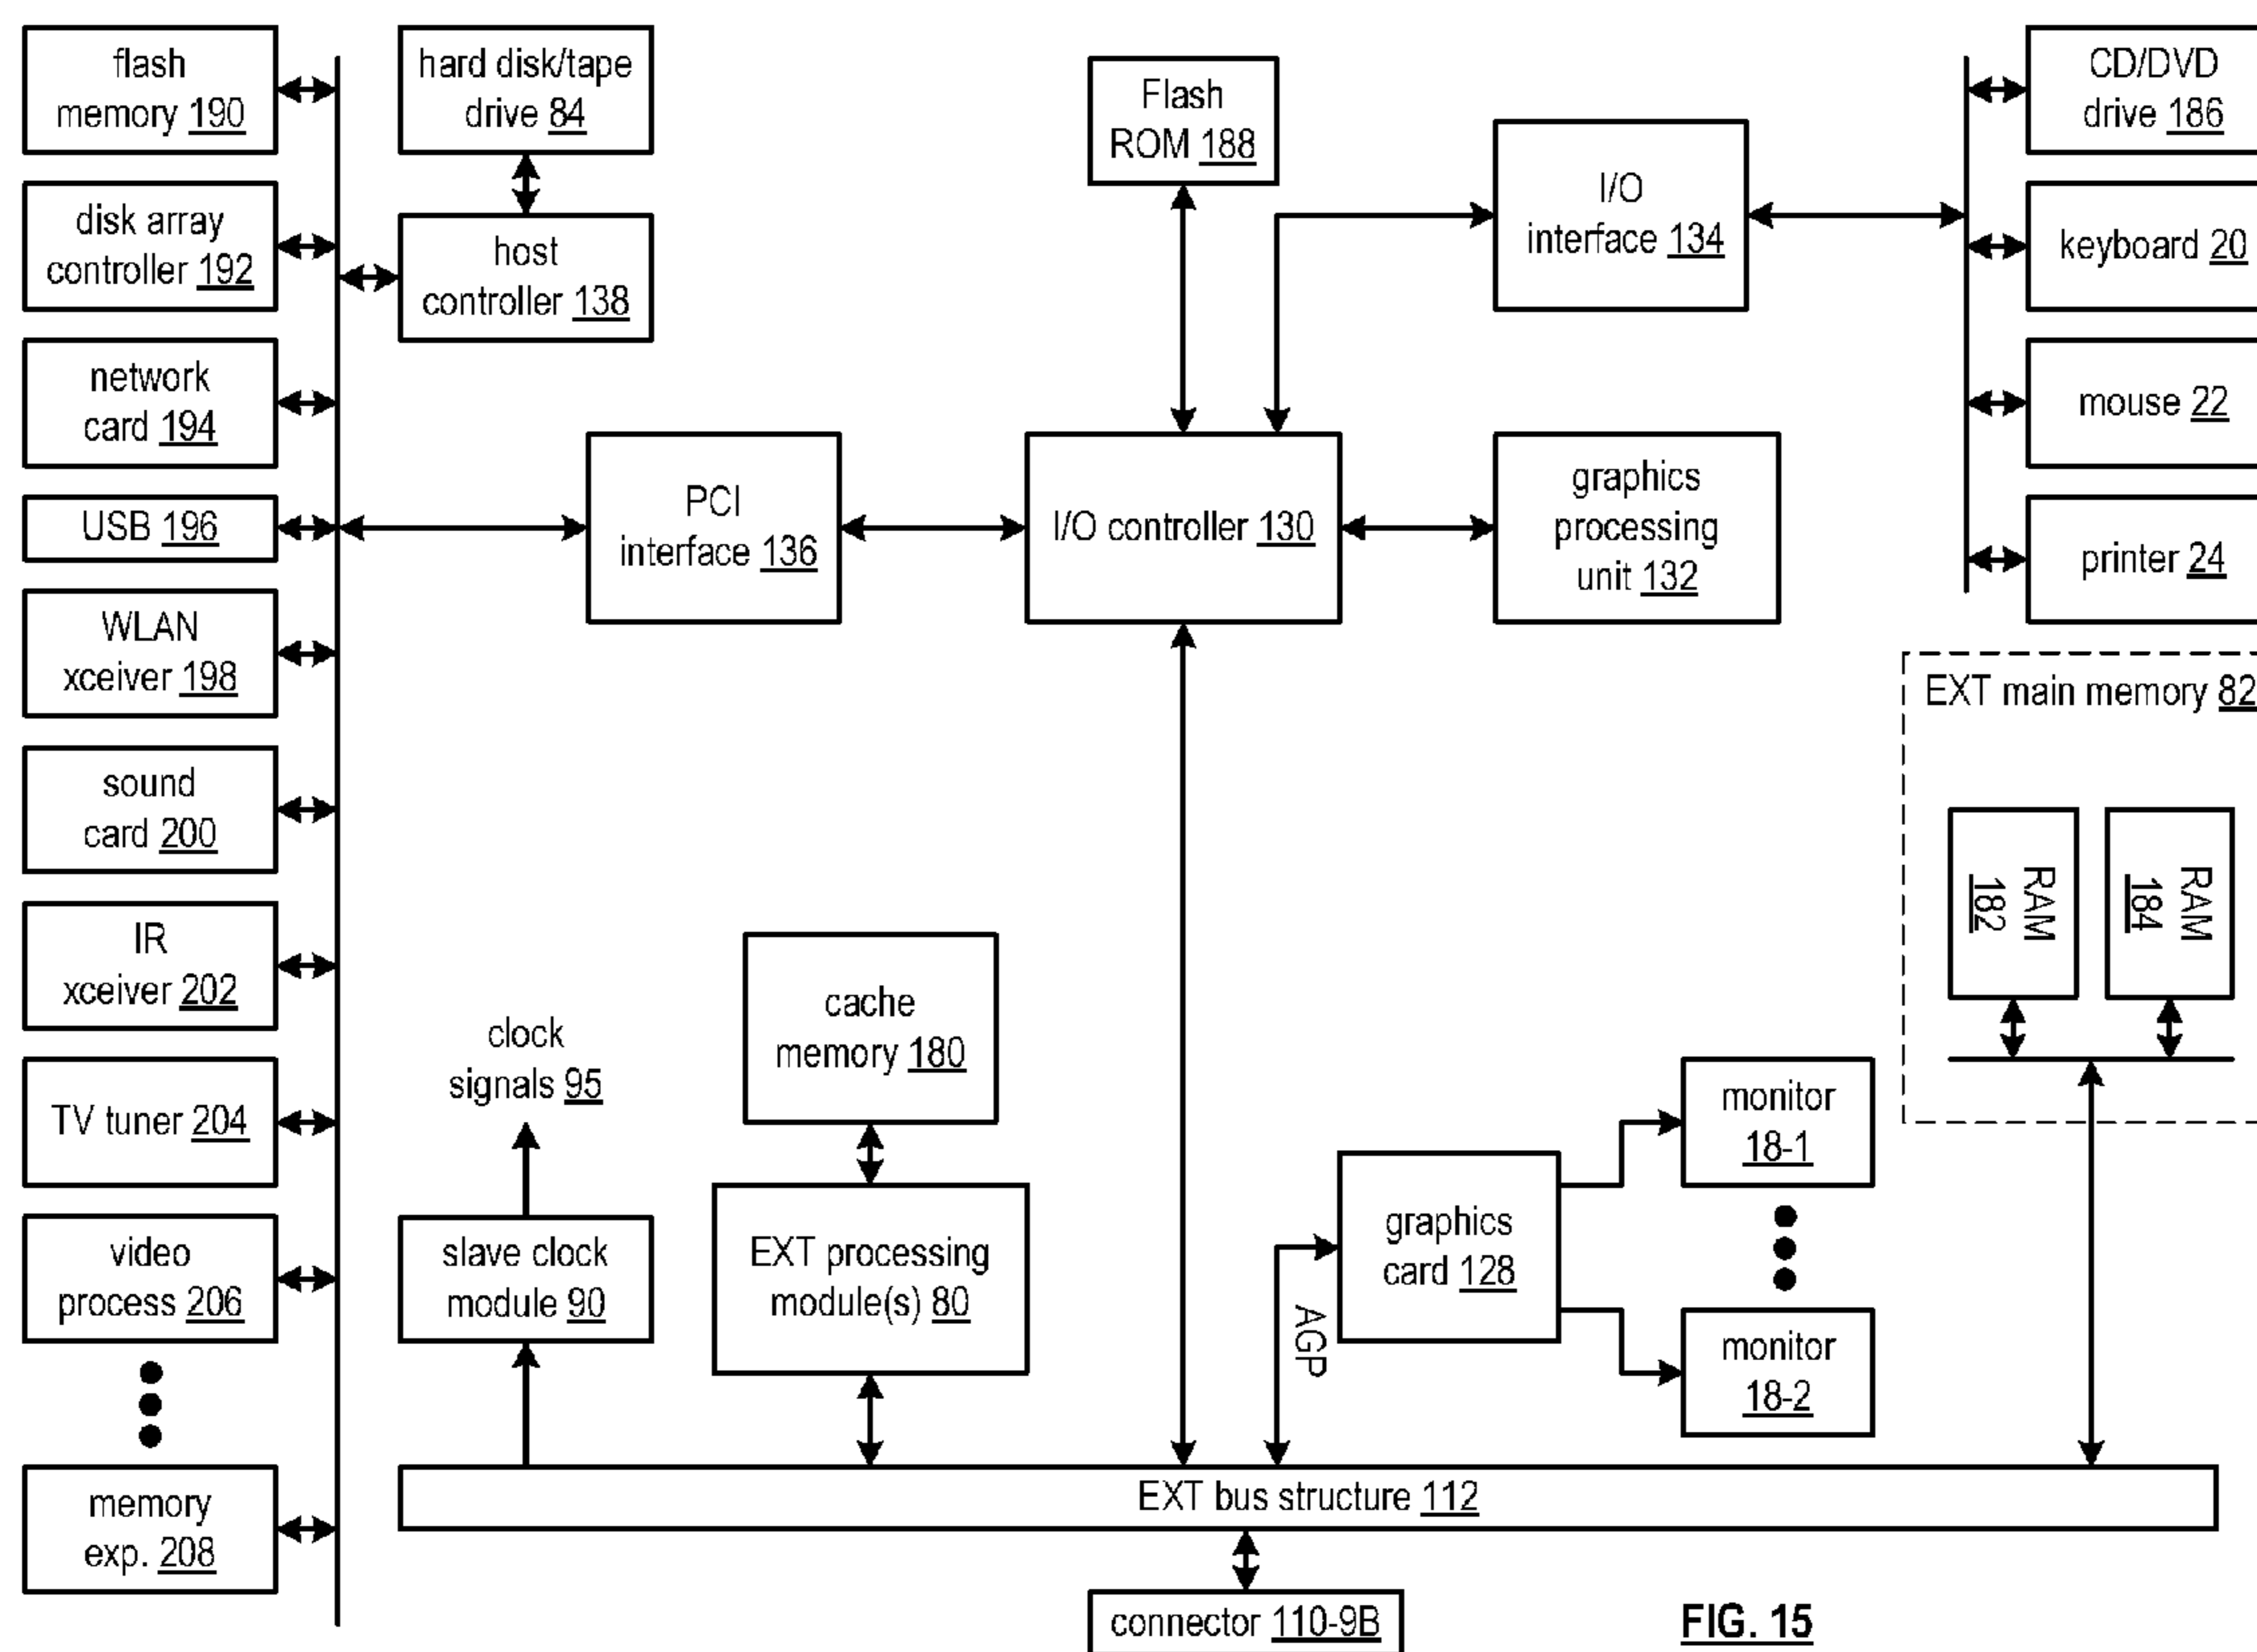 flash
memory 190
disk array
controller 192
network
card 194
USB 196
WLAN
xceiver 198
sound
card 200
IR
xceiver 202
TV tuner 204
video
process 206
memory
exp. 208
hard disk/tape
drive 84
host
controller 138
PCI
interface 136
Flash
ROM 188
I/O controller 130
I/O
interface 134
graphics
processing
unit 132
CD/DVD
drive 186
keyboard 20
mouse 22
printer 24
EXT main memory 82
RAM
182
RAM
184
clock
signals 95
slave clock
module 90
cache
memory 180
EXT processing
module(s) 80
AGP
graphics
card 128
monitor
18-1
monitor
18-2
EXT bus structure 112
connector 110-9B
FIG. 15